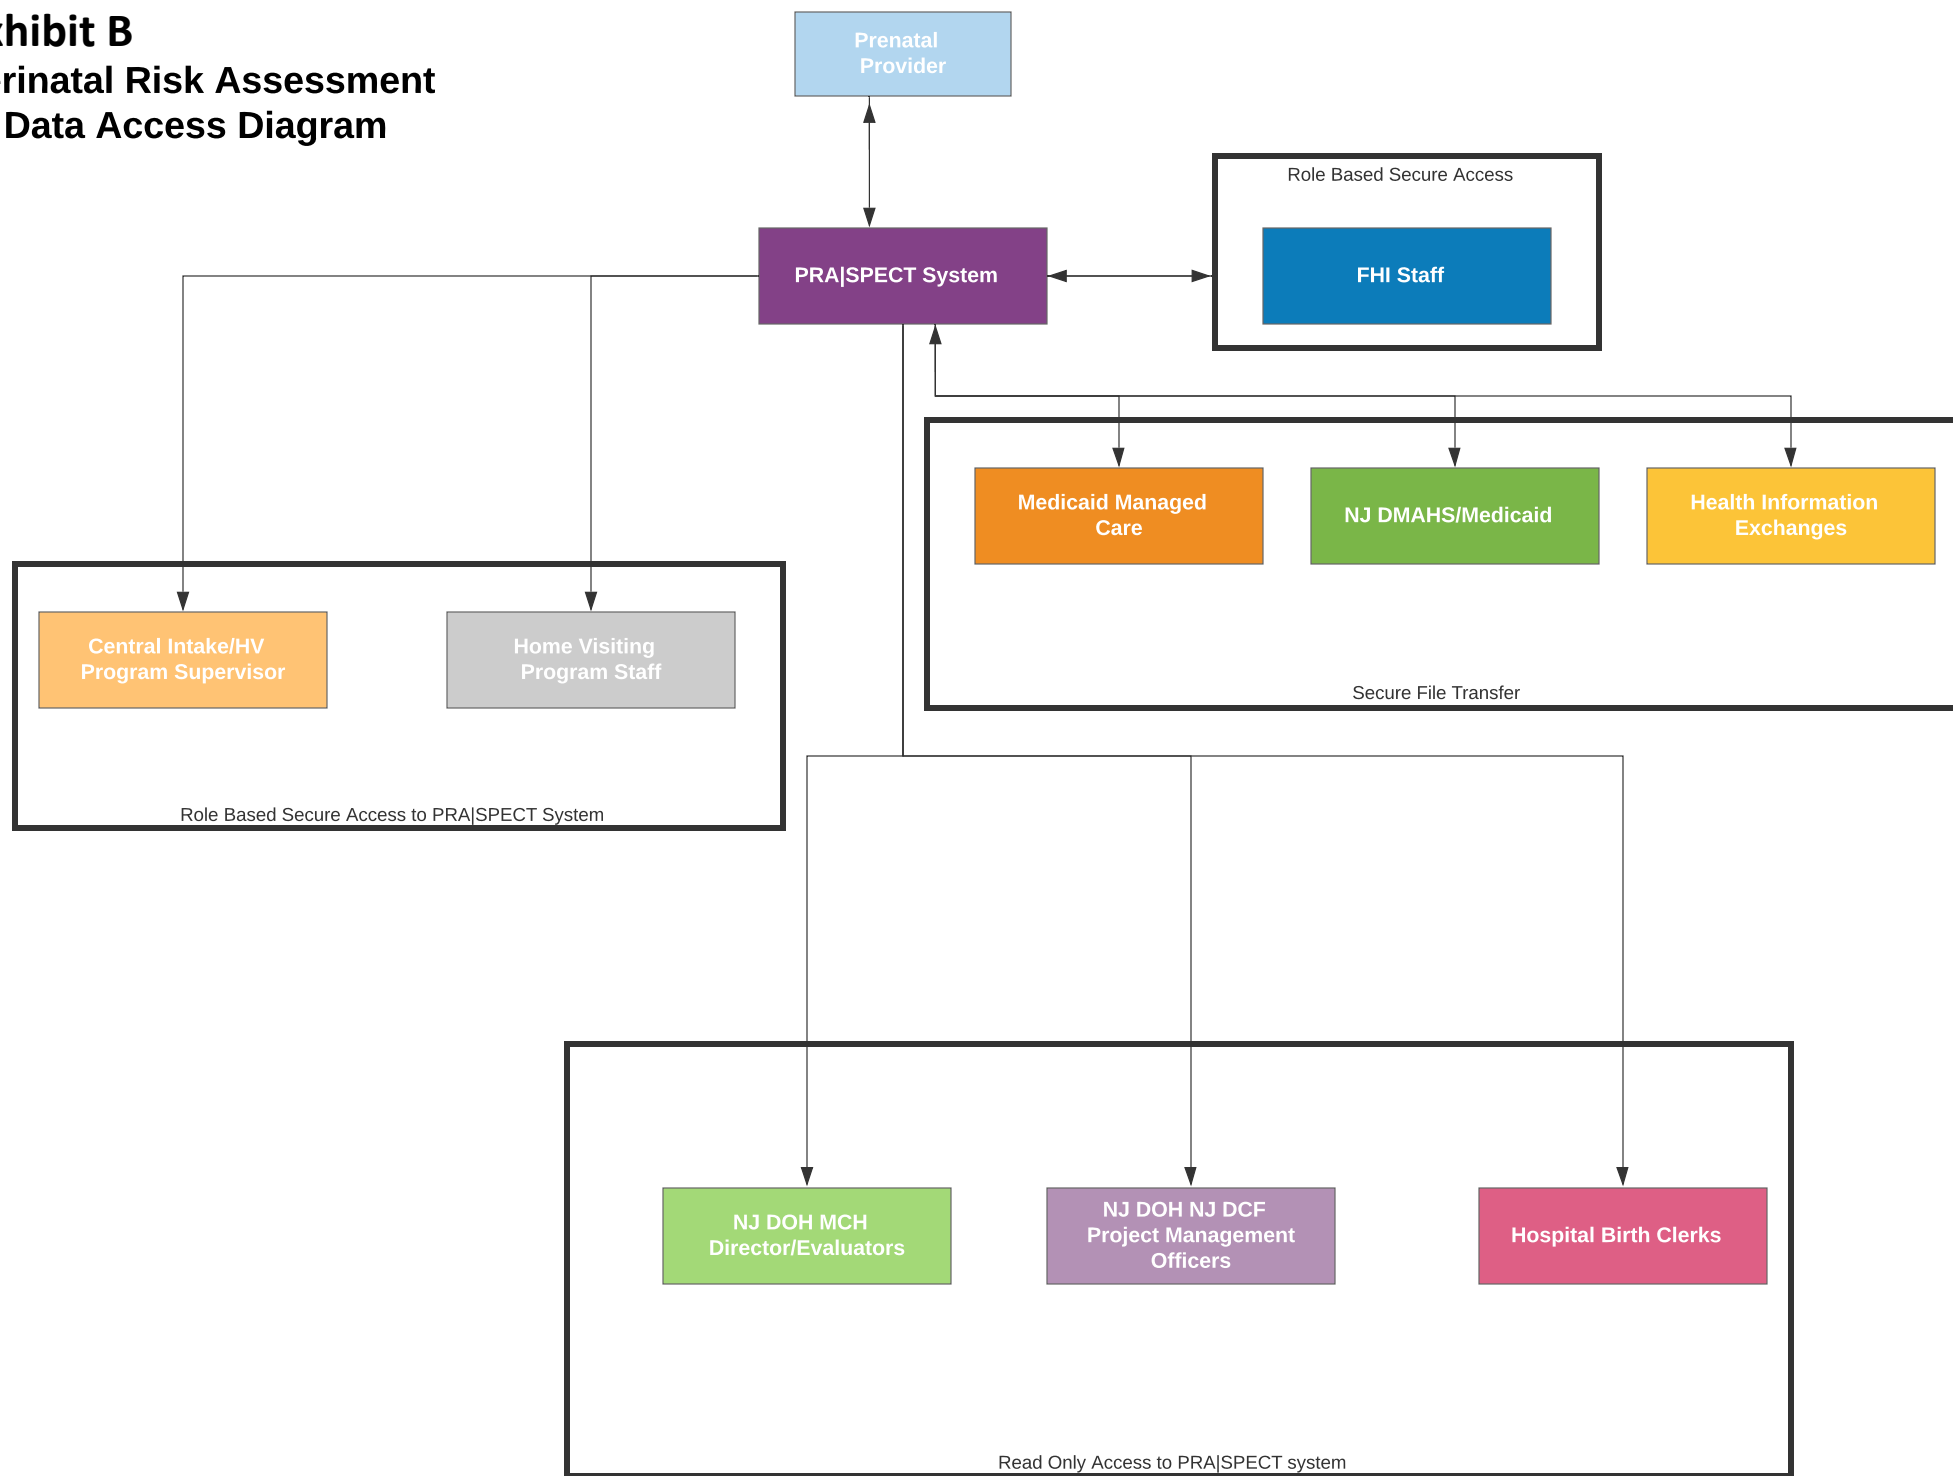 xhibit B
rinatal Risk Assessment
Data Access Diagram
Prenatal
Provider
Role Based Secure Access
PRA|SPECT System
FHI Staff
Medicaid Managed
Care
NJ DMAHS/Medicaid
Health Information
Exchanges
Secure File Transfer
Central Intake/HV
Program Supervisor
Home Visiting
Program Staff
Role Based Secure Access to PRA|SPECT System
NJ DOH MCH
Director/Evaluators
NJ DOH NJ DCF
Project Management
Officers
Hospital Birth Clerks
Read Only Access to PRA|SPECT system